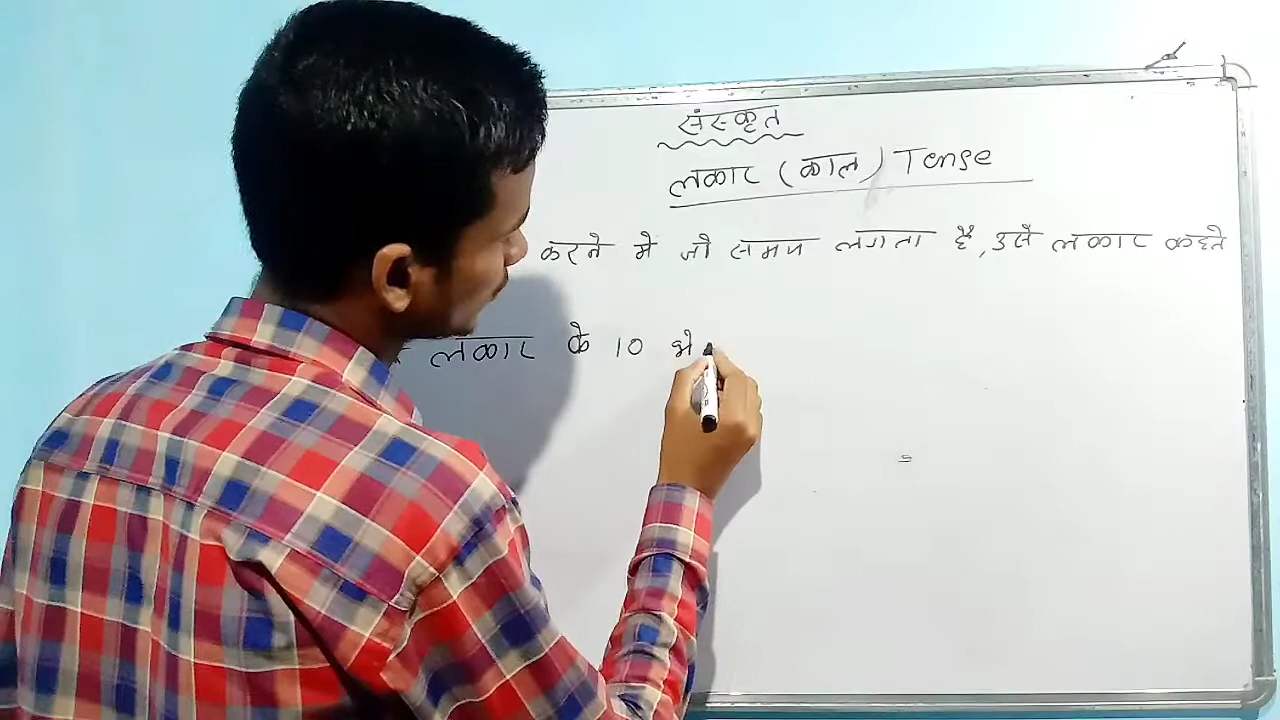 संस्कृत
लकार (काल) Tense
करने मे जो समय लगता है, उसे लकार कहते
लकार के 10 भे